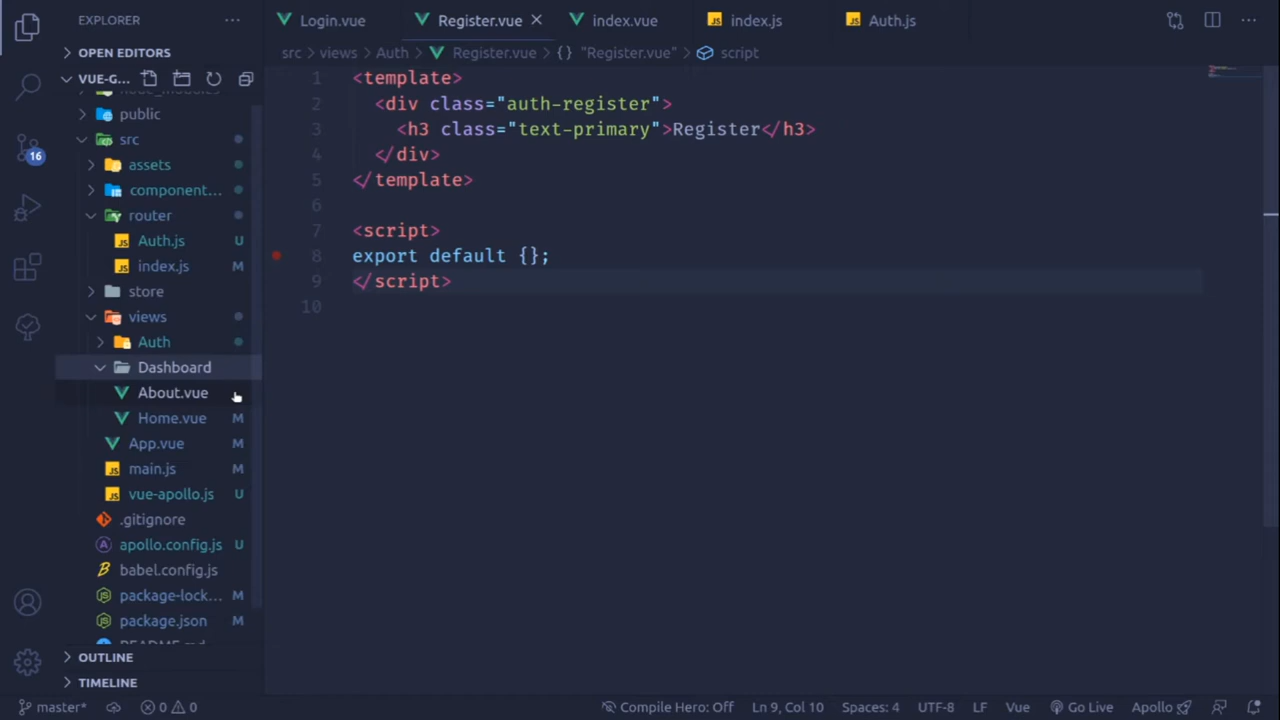 EXPLORER
OPEN EDITORS
VUE-G...
public
src
assets
component...
router
Auth.js U
index.js M
store
views
Auth
Dashboard
About.vue
Home.vue M
App.vue M
main.js M
vue-apollo.js U
.gitignore
apollo.config.js U
babel.config.js
package-lock... M
package.json M
OUTLINE
TIMELINE
16
Login.vue Register.vue index.vue index.js Auth.js
src > views > Auth > Register.vue > {} "Register.vue" > script
1 <template>
2 <div class="auth-register">
3 <h3 class="text-primary">Register</h3>
4 </div>
5 </template>
6
7 <script>
8 export default {};
9 </script>
10
master* 0 0 Compile Hero: Off Ln 9, Col 10 Spaces: 4 UTF-8 LF Vue Go Live Apollo